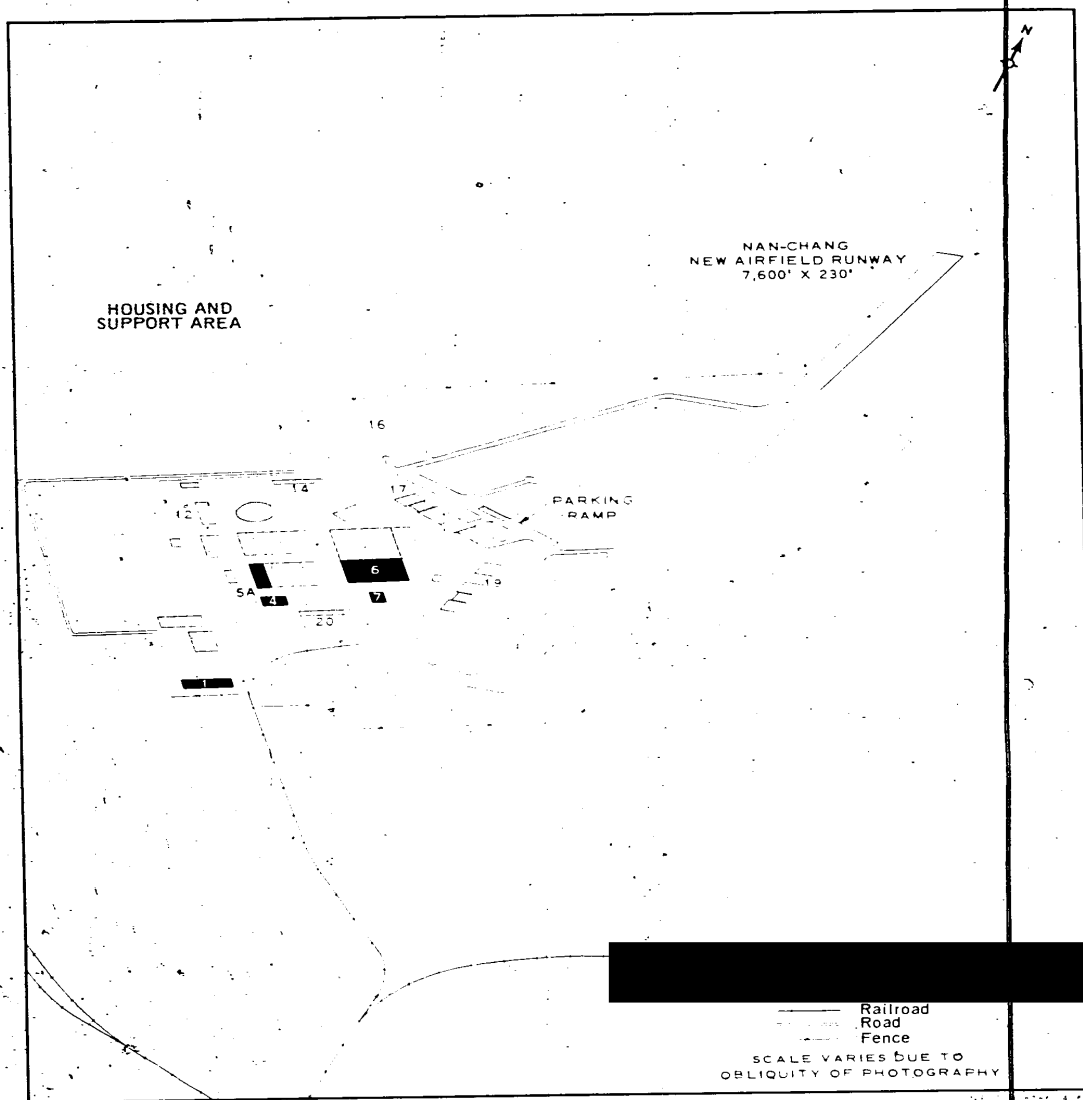 N
NAN-CHANG
NEW AIRFIELD RUNWAY
7,600' X 230'
HOUSING AND
SUPPORT AREA
16
14
17
12
PARKING
RAMP
6
5A
4
7
19
20
1
Railroad
Road
Fence
SCALE VARIES DUE TO
OBLIQUITY OF PHOTOGRAPHY